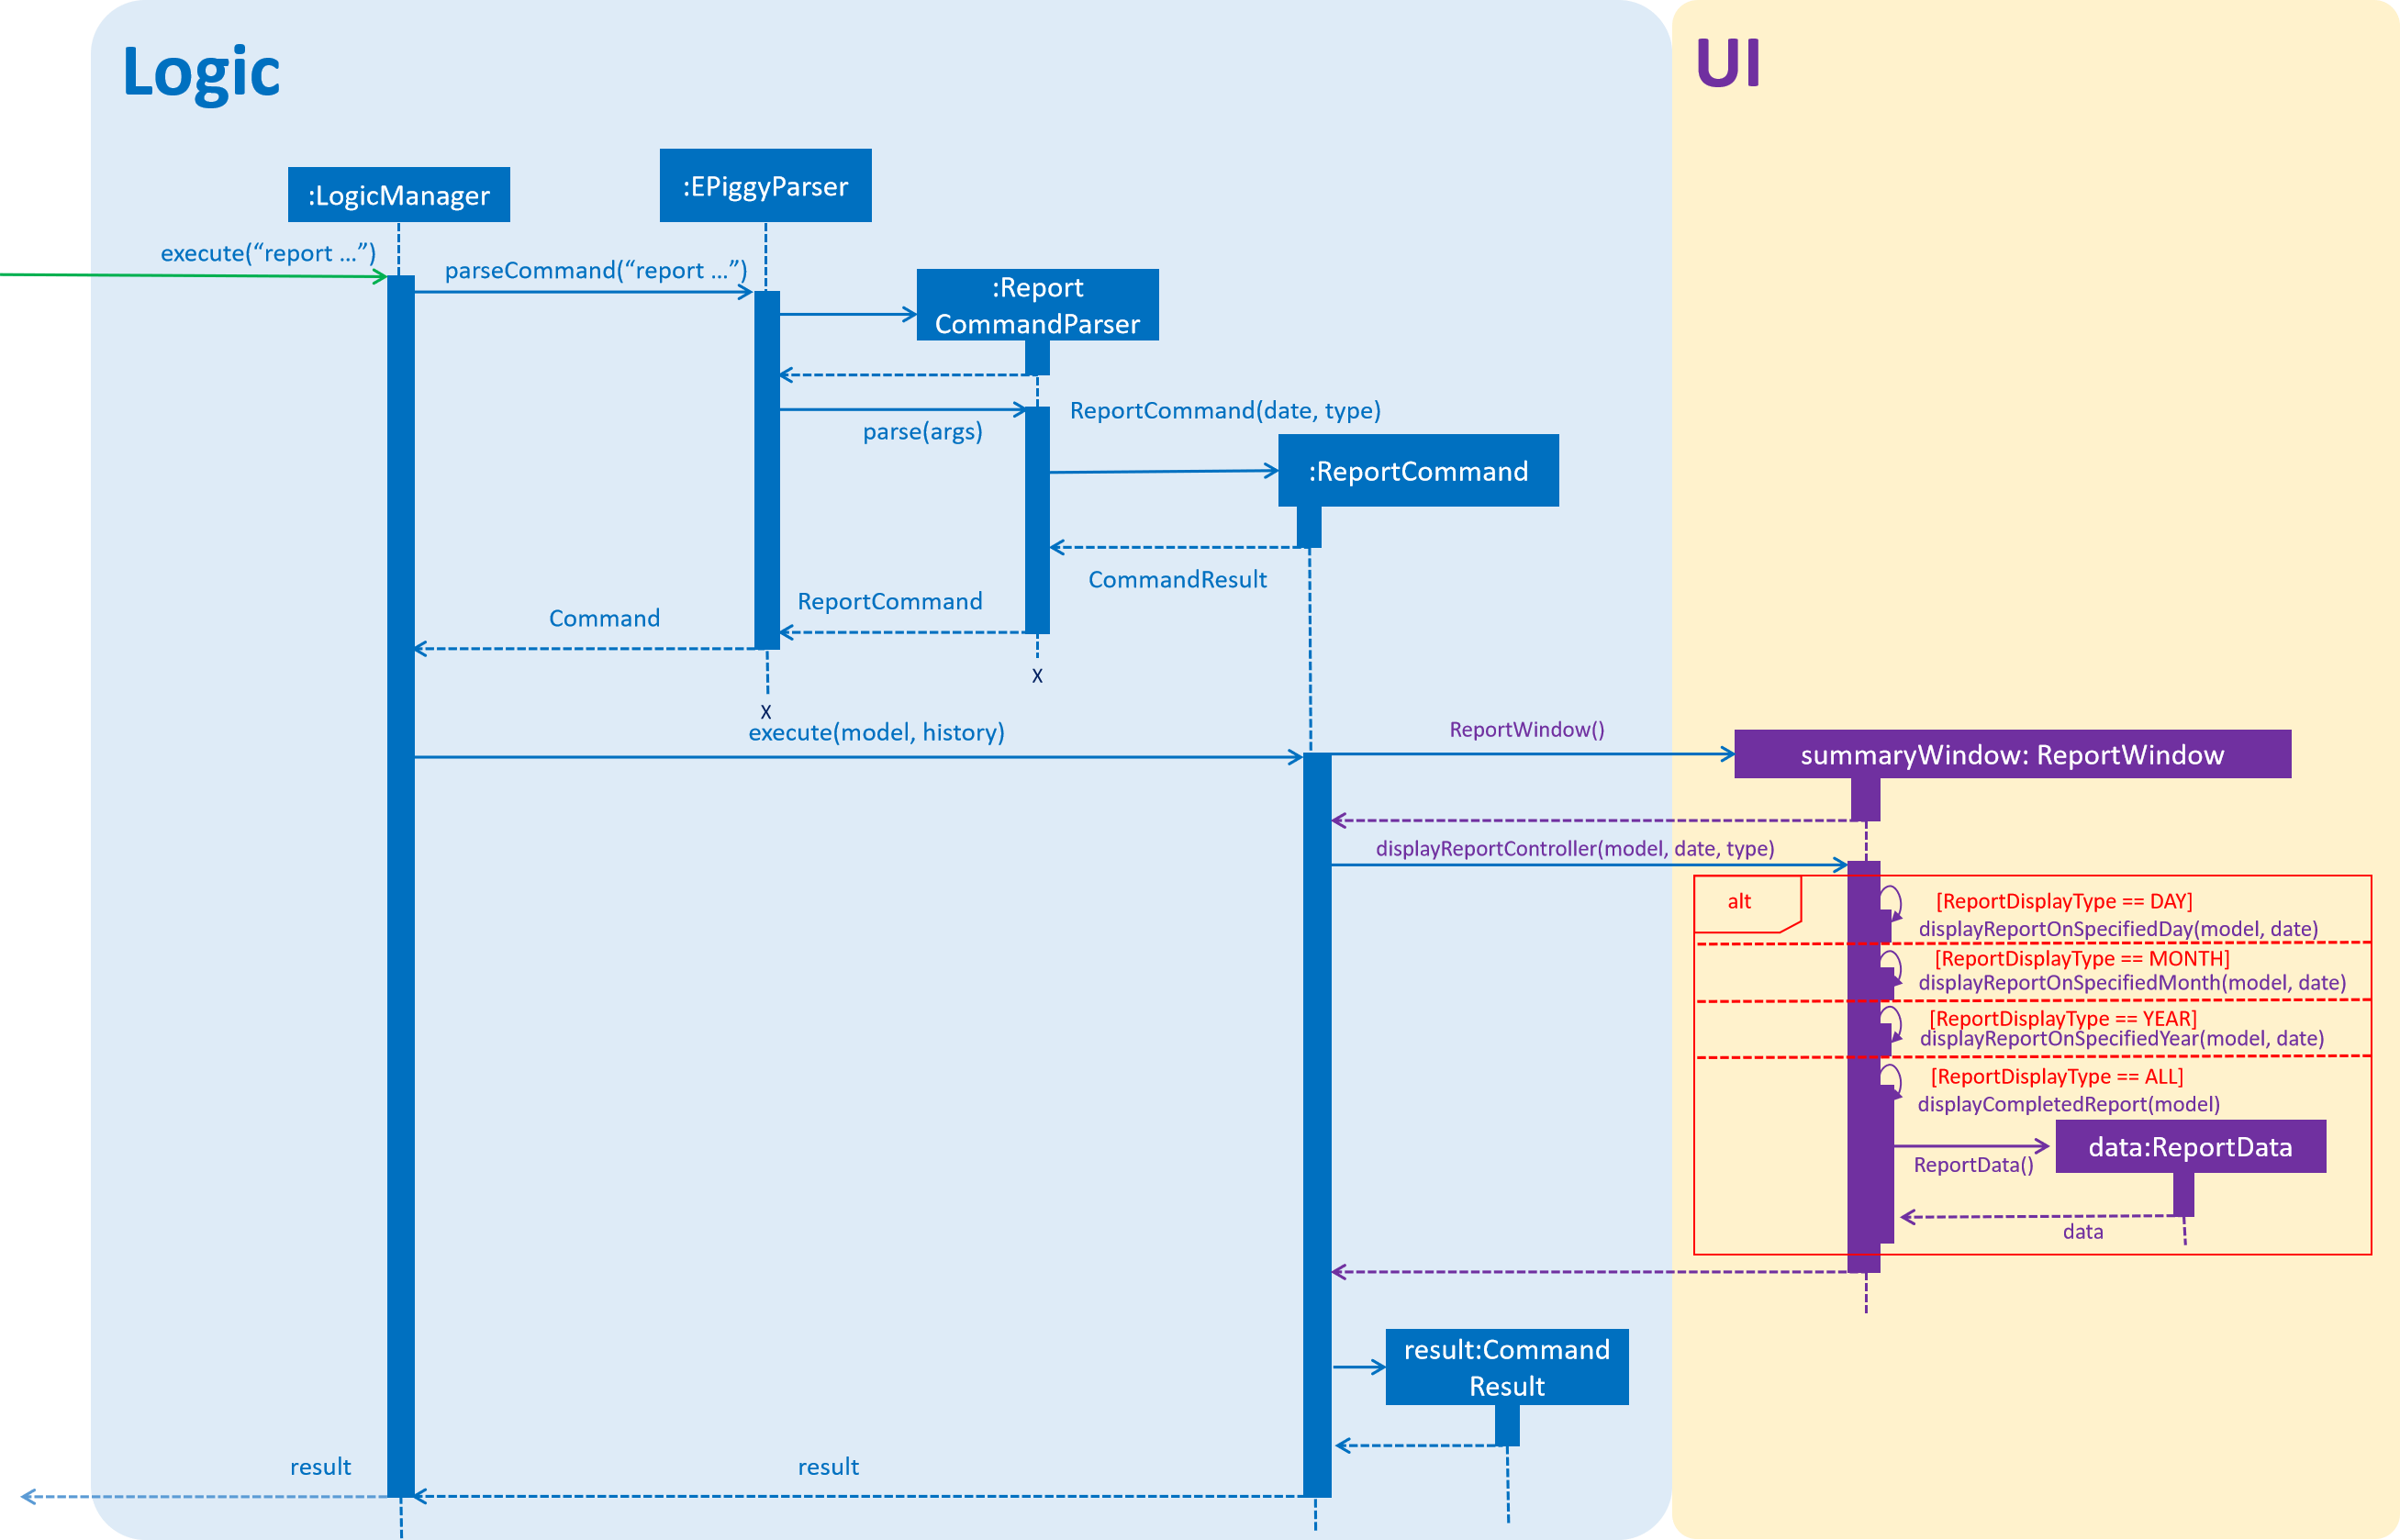 Logic
UI
:LogicManager
:EPiggyParser
execute(“report ...”)
parseCommand(“report ...”)
:Report
CommandParser
parse(args)
ReportCommand(date, type)
:ReportCommand
CommandResult
ReportCommand
Command
X
X
execute(model, history)
ReportWindow()
summaryWindow: ReportWindow
displayReportController(model, date, type)
alt
[ReportDisplayType == DAY]
displayReportOnSpecifiedDay(model, date)
[ReportDisplayType == MONTH]
displayReportOnSpecifiedMonth(model, date)
[ReportDisplayType == YEAR]
displayReportOnSpecifiedYear(model, date)
[ReportDisplayType == ALL]
displayCompletedReport(model)
data:ReportData
ReportData()
data
result:Command
Result
result
result